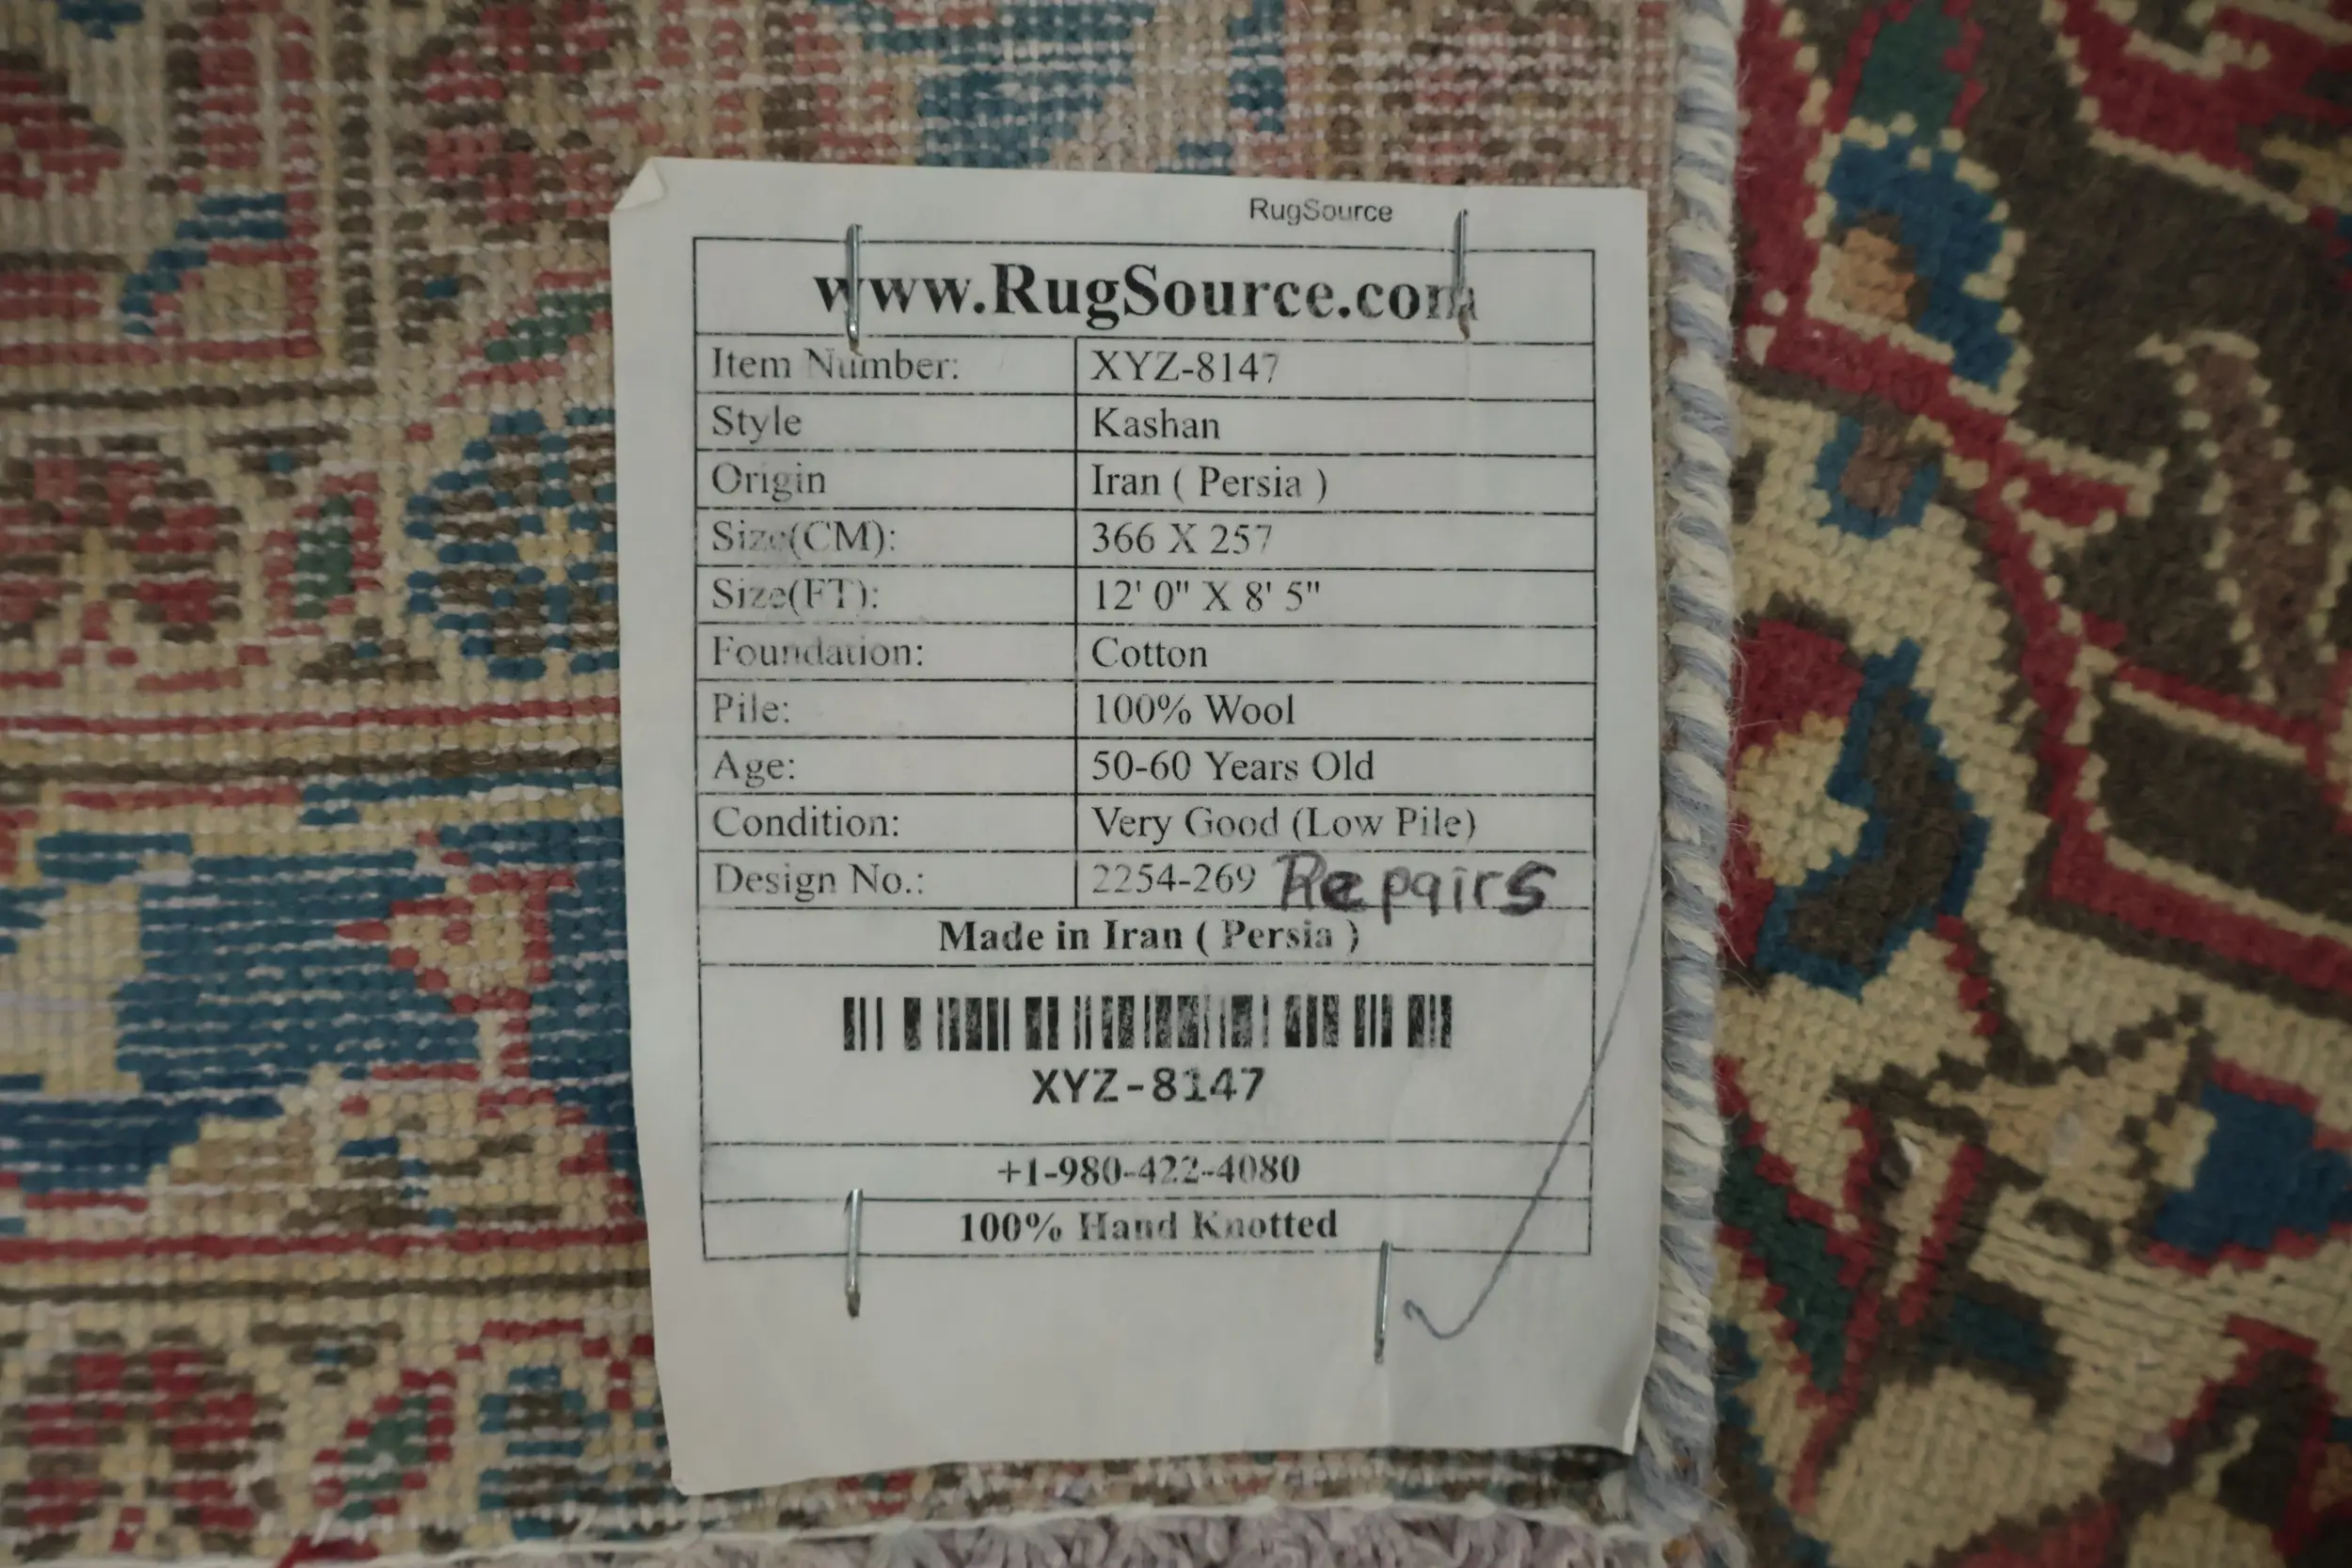 RugSource
www.RugSource.com
Item Number: XYZ-8147
Style Kashan
Origin Iran ( Persia )
Size(CM): 366 X 257
Size(FT): 12' 0" X 8' 5"
Foundation: Cotton
Pile: 100% Wool
Age: 50-60 Years Old
Condition: Very Good (Low Pile)
Design No.: 2254-269 Repairs
Made in Iran ( Persia )
XYZ-8147
+1-980-422-4080
100% Hand Knotted